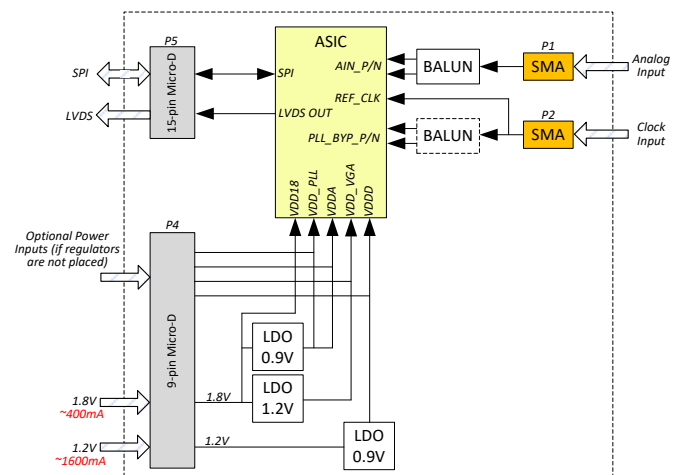 P5
ASIC
P1
SPI
LVDS
15-pin Micro-D
SPI
LVDS OUT
AIN_P/N
REF_CLK
PLL_BYP_P/N
BALUN
BALUN
SMA
Analog
Input
P2
SMA
Clock
Input
VDD18
VDD_PLL
VDDA
VDD_VGA
VDDD
P4
Optional Power
Inputs (if regulators
are not placed)
9-pin Micro-D
LDO
0.9V
1.8V
~400mA
1.8V
LDO
1.2V
1.2V
~1600mA
1.2V
LDO
0.9V